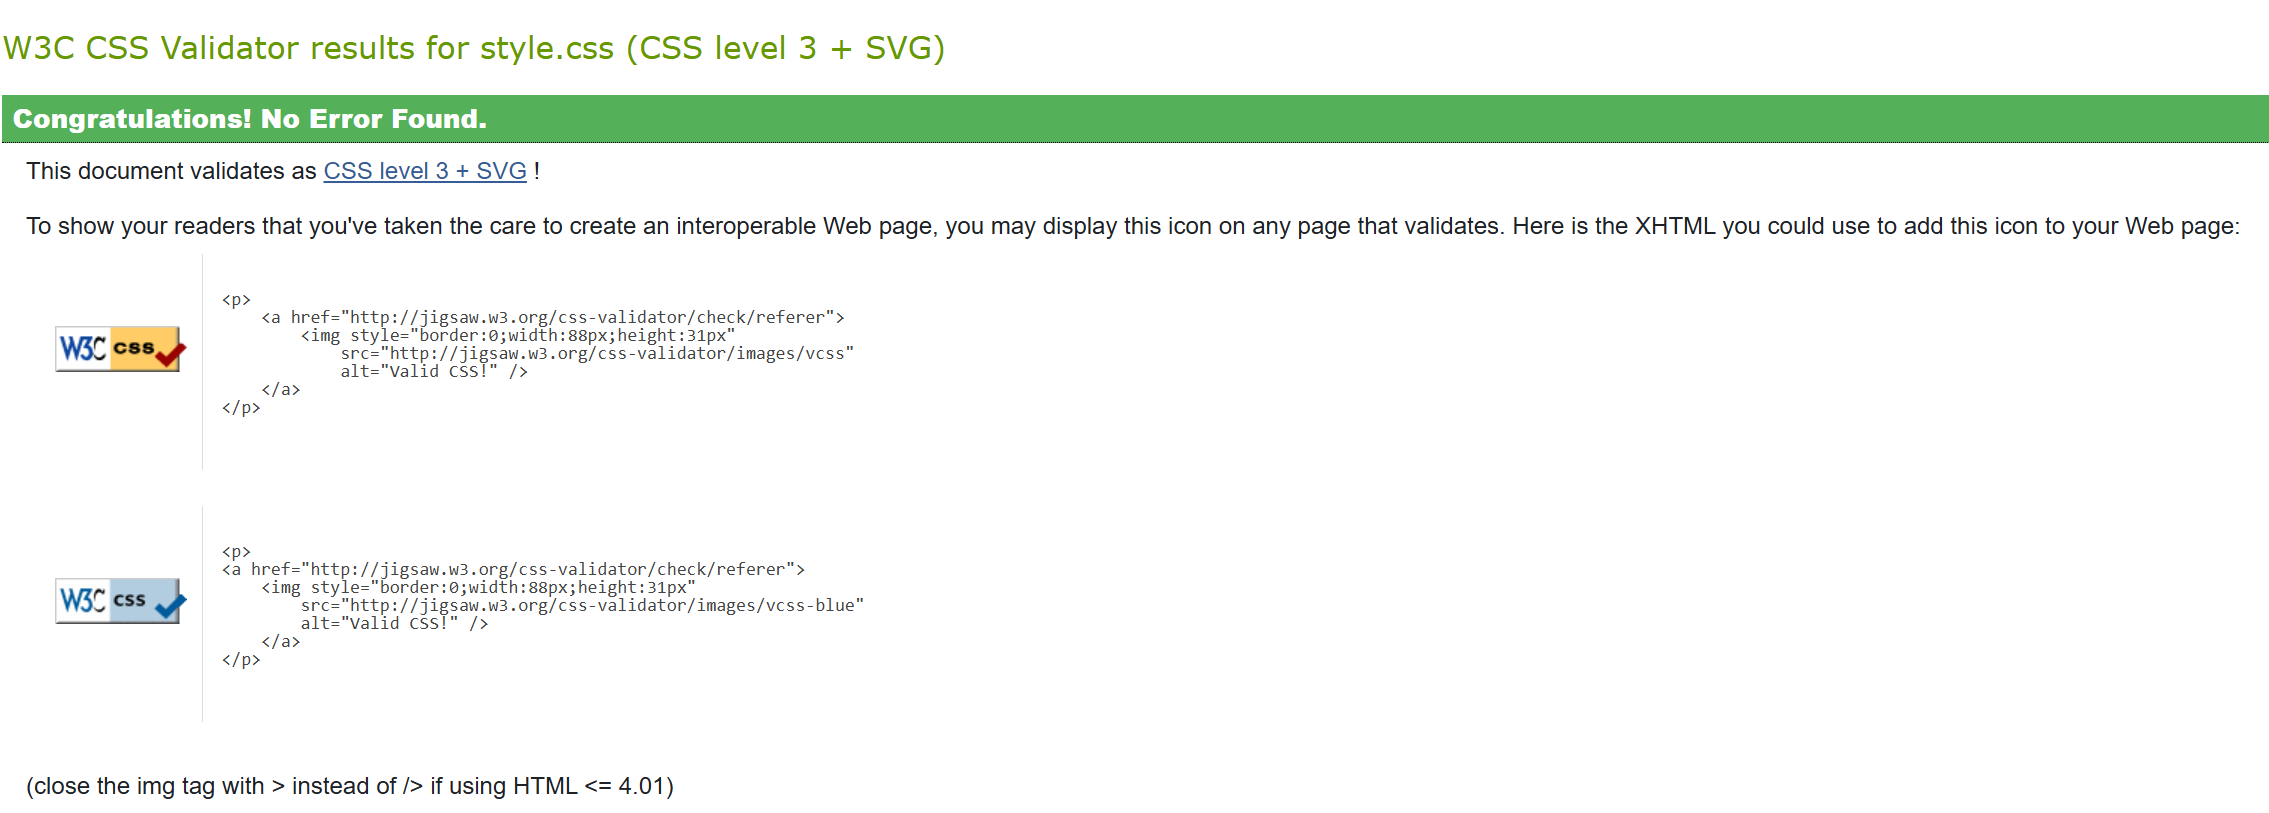 W3C CSS Validator results for style.css (CSS level 3 + SVG)
Congratulations! No Error Found.
This document validates as CSS level 3 + SVG !
To show your readers that you've taken the care to create an interoperable Web page, you may display this icon on any page that validates. Here is the XHTML you could use to add this icon to your Web page:
W3C css
<p>
    <a href="http://jigsaw.w3.org/css-validator/check/referer">
        <img style="border:0;width:88px;height:31px"
            src="http://jigsaw.w3.org/css-validator/images/vcss"
            alt="Valid CSS!" />
    </a>
</p>
W3C css
<p>
<a href="http://jigsaw.w3.org/css-validator/check/referer">
    <img style="border:0;width:88px;height:31px"
        src="http://jigsaw.w3.org/css-validator/images/vcss-blue"
        alt="Valid CSS!" />
    </a>
</p>
(close the img tag with > instead of /> if using HTML <= 4.01)